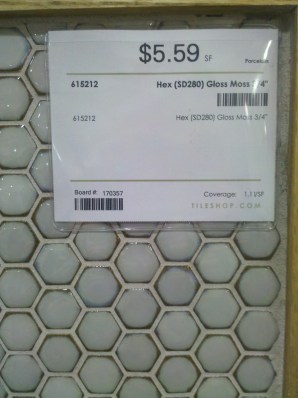 $5.59 SF Porcelain
615212 Hex (SD280) Gloss Moss 3/4"
615212 Hex (SD280) Gloss Moss 3/4"
Board #: 170357 Coverage: 1.1/SF
TILESHOP.COM